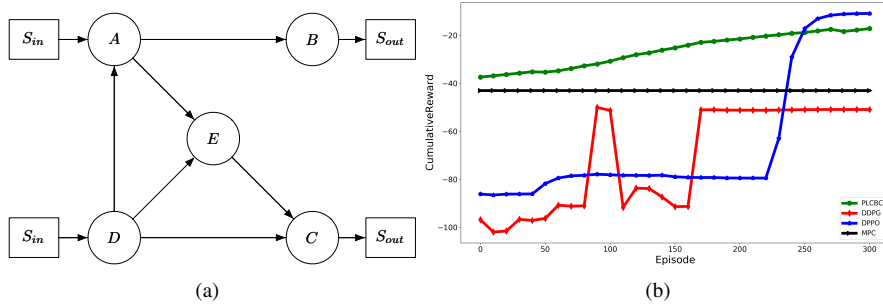 S_in
A
B
S_out
E
S_in
D
C
S_out
(a)
CumulativeReward
−20
−40
−60
−80
−100
0
50
100
150
200
250
300
Episode
PLCBC
DDPG
DPPO
MPC
(b)